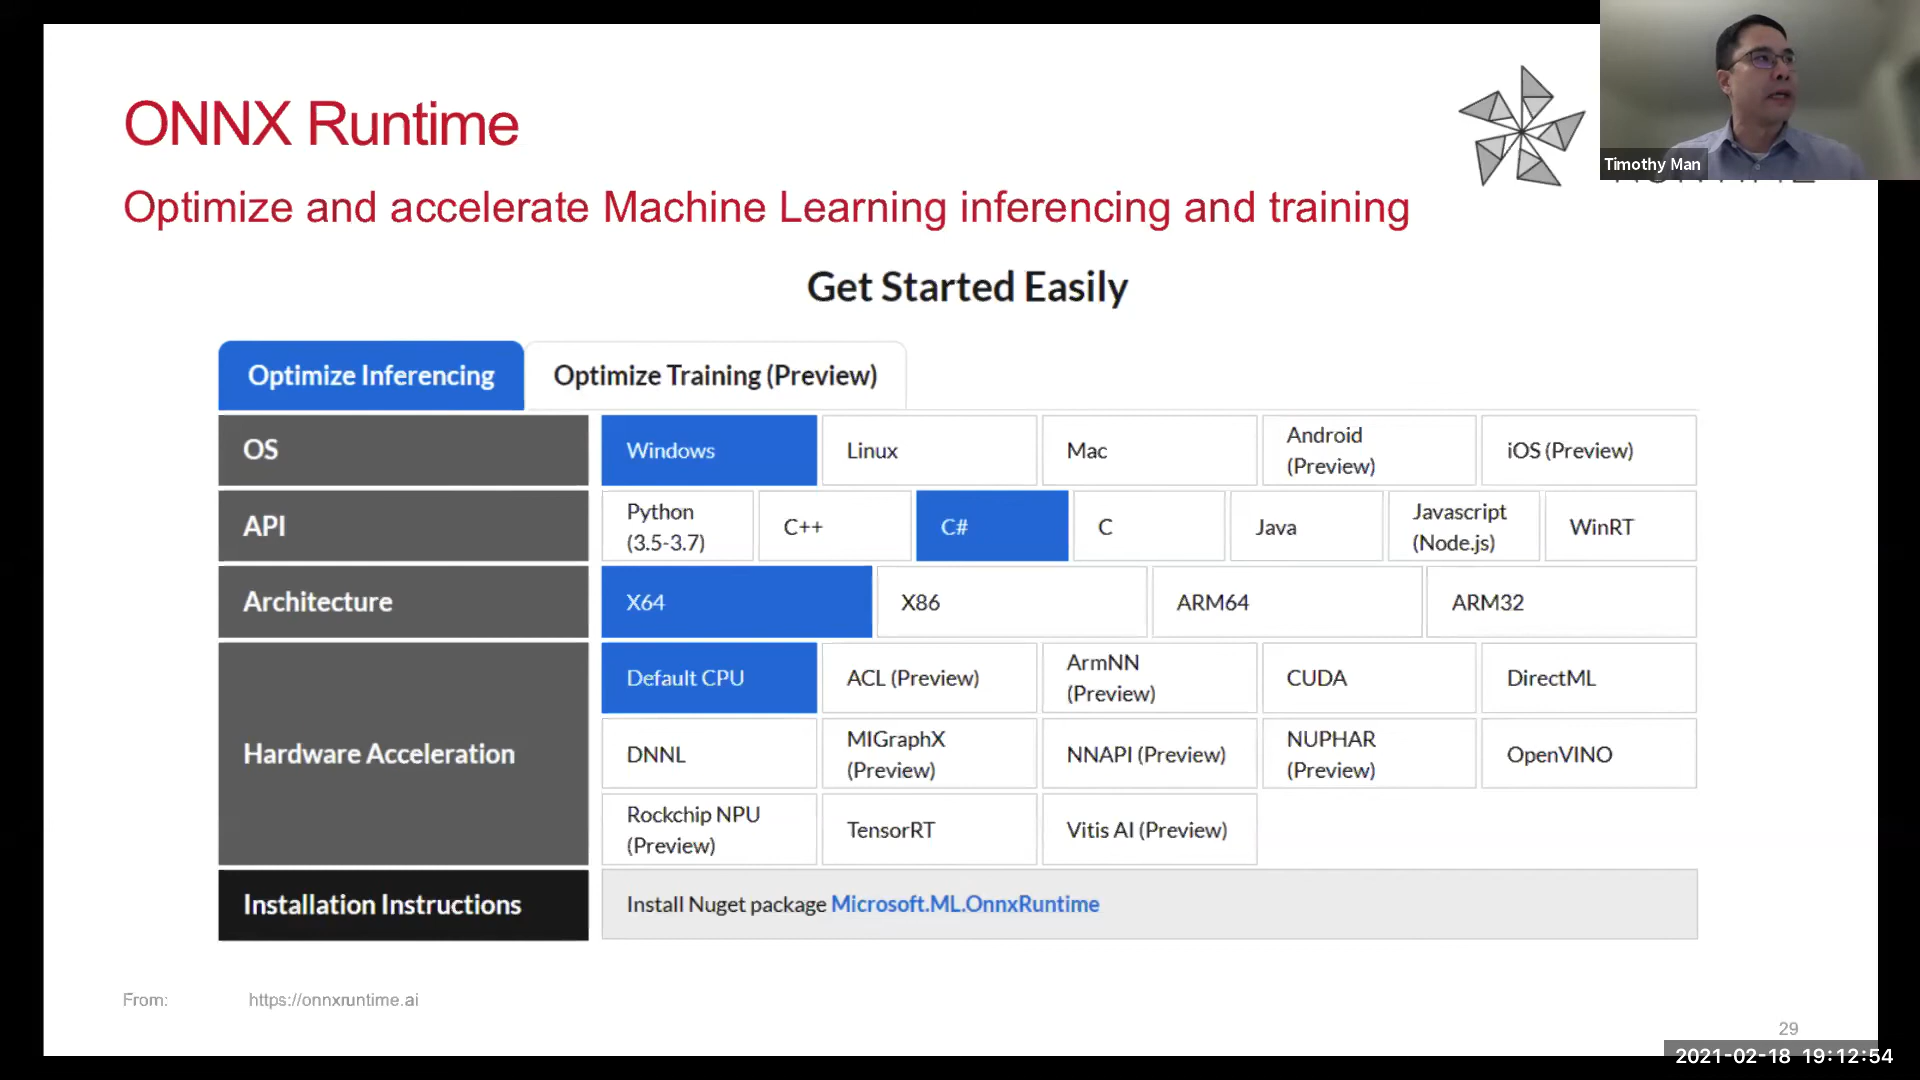 ONNX Runtime
Timothy Man
Optimize and accelerate Machine Learning inferencing and training
Get Started Easily
Optimize Inferencing
Optimize Training (Preview)
OS
Windows
Linux
Mac
Android
(Preview)
iOS (Preview)
API
Python
(3.5-3.7)
C++
C#
C
Java
Javascript
(Node.js)
WinRT
Architecture
X64
X86
ARM64
ARM32
Hardware Acceleration
Default CPU
ACL (Preview)
ArmNN
(Preview)
CUDA
DirectML
DNNL
MIGraphX
(Preview)
NNAPI (Preview)
NUPHAR
(Preview)
OpenVINO
Rockchip NPU
(Preview)
TensorRT
Vitis AI (Preview)
Installation Instructions
Install Nuget package Microsoft.ML.OnnxRuntime
From: https://onnxruntime.ai
29
2021-02-18 19:12:54